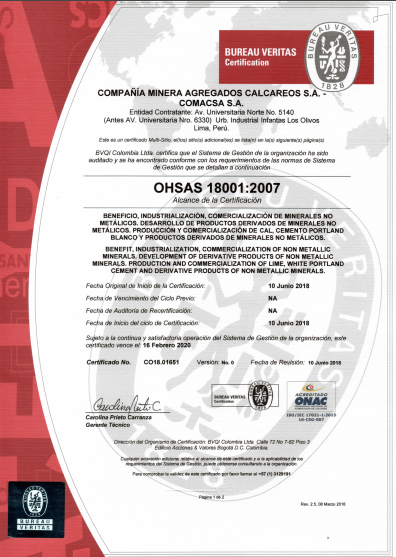 BUREAU VERITAS
Certification
BUREAU VERITAS
1828
COMPAÑÍA MINERA AGREGADOS CALCAREOS S.A. -
COMACSA S.A.
Entidad Contratante: Av. Universitaria Norte No. 5140
(Antes AV. Universitaria Nro. 6330) Urb. Industrial Infantas Los Olivos
Lima, Perú.
Este es un certificado Multi-Sitio, el(los) sitio(s) adicional(es) se lista(n) en la(s) siguiente(s) página(s)
BVQI Colombia Ltda. certifica que el Sistema de Gestión de la organización ha sido
auditado y se ha encontrado conforme con los requerimientos de las normas de Sistema
de Gestión que se detallan a continuación
OHSAS 18001:2007
Alcance de la Certificación
BENEFICIO, INDUSTRIALIZACIÓN, COMERCIALIZACIÓN DE MINERALES NO
METÁLICOS. DESARROLLO DE PRODUCTOS DERIVADOS DE MINERALES NO
METÁLICOS. PRODUCCIÓN Y COMERCIALIZACIÓN DE CAL, CEMENTO PORTLAND
BLANCO Y PRODUCTOS DERIVADOS DE MINERALES NO METÁLICOS.
BENEFIT, INDUSTRIALIZATION, COMMERCIALIZATION OF NON METALLIC
MINERALS. DEVELOPMENT OF DERIVATIVE PRODUCTS OF NON METALLIC
MINERALS. PRODUCTION AND COMMERCIALIZATION OF LIME, WHITE PORTLAND
CEMENT AND DERIVATIVE PRODUCTS OF NON METALLIC MINERALS.
Fecha Original de Inicio de la Certificación: 10 Junio 2018
Fecha de Vencimiento del Ciclo Previo: NA
Fecha de Auditoria de Recertificación: NA
Fecha de Inicio del ciclo de Certificación: 10 Junio 2018
Sujeto a la continua y satisfactoria operación del Sistema de Gestión de la organización, este
certificado vence el: 16 Febrero 2020
Certificado No. CO18.01651 Version: No. 0 Fecha de Revisión: 10 Junio 2018
Carolina Prieto Carranza
Gerente Técnico
BUREAU VERITAS
Certification
ACREDITADO
ONAC
ISO/IEC 17021-1:2015
10-CSG-007
Dirección del Organismo de Certificación: BVQI Colombia Ltda. Calle 72 No 7-82 Piso 3
Edificio Acciones & Valores Bogotá D.C. Colombia.
Cualquier aclaración adicional relativa al alcance de este certificado y a la aplicabilidad de los
requerimientos del Sistema de Gestión, puede obtenerse consultando a la organización.
Para comprobar la validez de este certificado por favor llamar al +57 (1) 3129191
Página 1 de 2
Rev. 2.5, 08 Marzo 2018
BUREAU
VERITAS